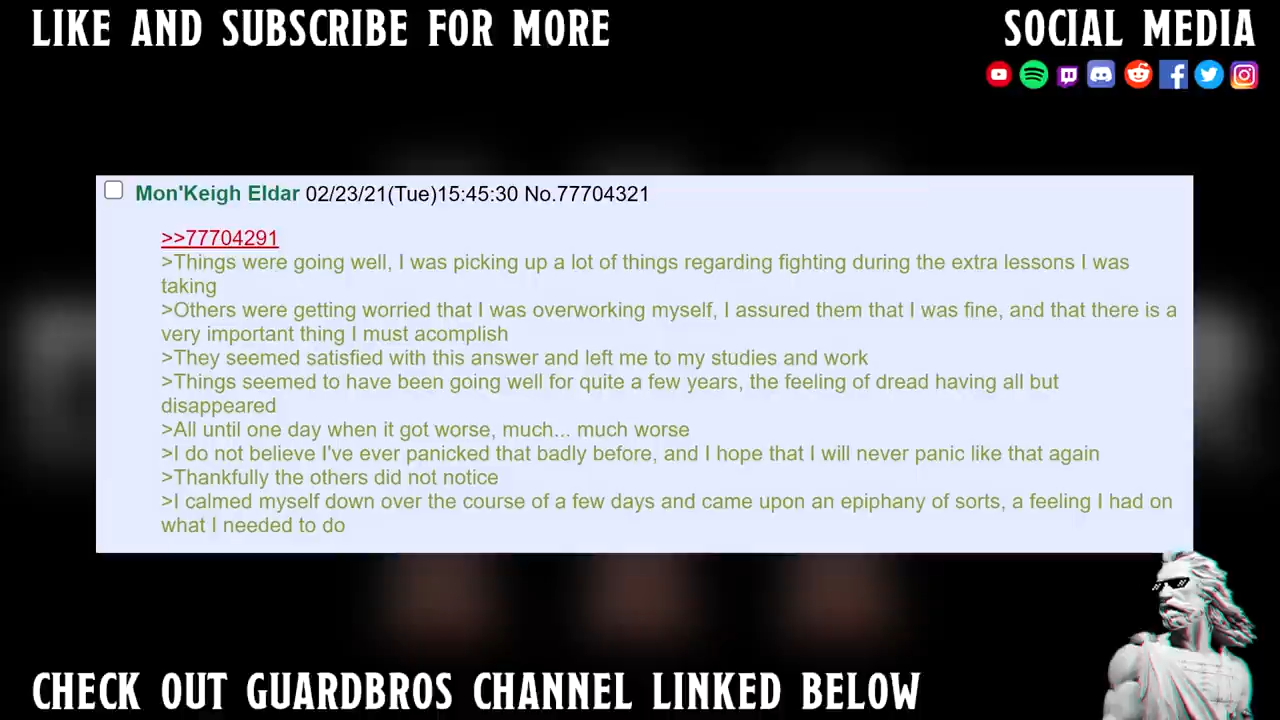 LIKE AND SUBSCRIBE FOR MORE
SOCIAL MEDIA
Mon'Keigh Eldar 02/23/21(Tue)15:45:30 No.77704321
>>77704291
>Things were going well, I was picking up a lot of things regarding fighting during the extra lessons I was
taking
>Others were getting worried that I was overworking myself, I assured them that I was fine, and that there is a
very important thing I must acomplish
>They seemed satisfied with this answer and left me to my studies and work
>Things seemed to have been going well for quite a few years, the feeling of dread having all but
disappeared
>All until one day when it got worse, much... much worse
>I do not believe I've ever panicked that badly before, and I hope that I will never panic like that again
>Thankfully the others did not notice
>I calmed myself down over the course of a few days and came upon an epiphany of sorts, a feeling I had on
what I needed to do
CHECK OUT GUARDBROS CHANNEL LINKED BELOW